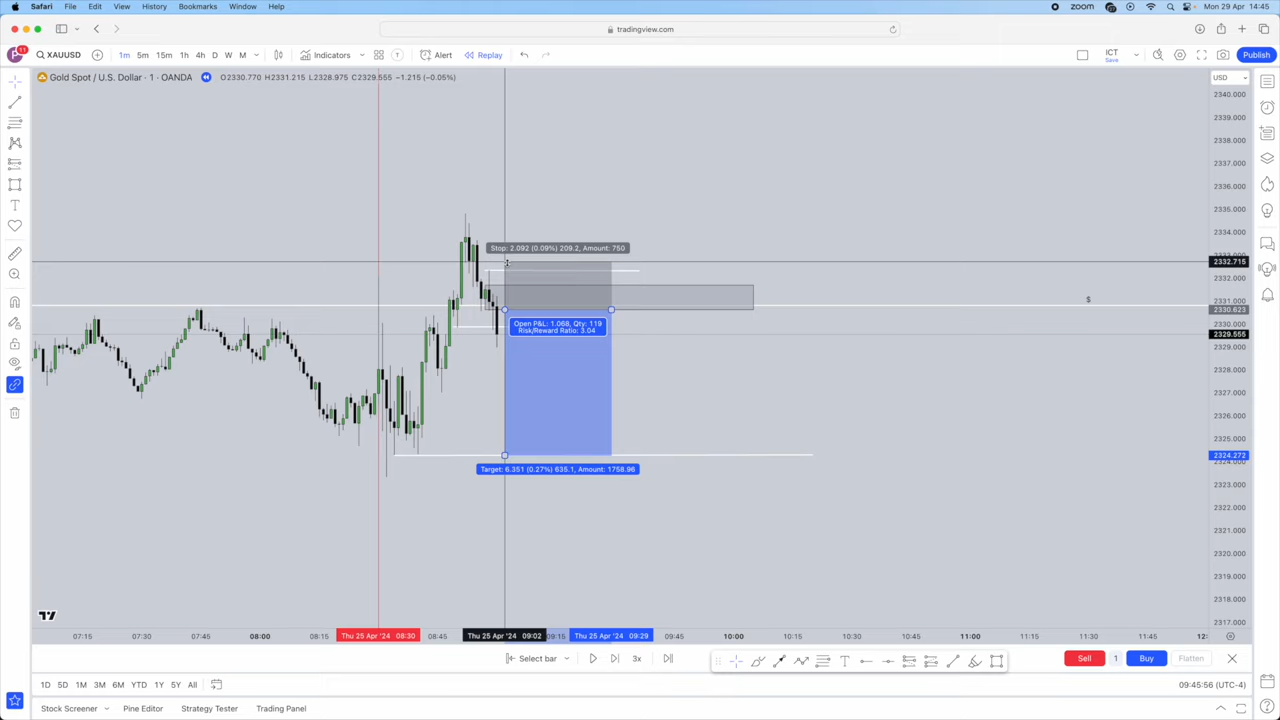 Safari File Edit View History Bookmarks Window Help zoom Mon 29 Apr 14:45
tradingview.com
11 P XAUUSD 1m 5m 15m 1h 4h D W M Indicators Alert Replay ICT Save Publish
Gold Spot / U.S. Dollar · 1 · OANDA O2330.770 H2331.215 L2328.975 C2329.555 −1.215 (−0.05%) USD
2340.000
2339.000
2338.000
2337.000
2336.000
2335.000
2334.000
Stop: 2.092 (0.09%) 209.2, Amount: 750
2332.715
2332.000
$ 2331.000
2330.623
Open P&L: 1.068, Qty: 119
Risk/Reward Ratio: 3.04
2330.000
2329.555
2329.000
2328.000
2327.000
2326.000
2325.000
2324.272
2324.000
Target: 6.351 (0.27%) 635.1, Amount: 1758.96
2323.000
2322.000
2321.000
2320.000
2319.000
2318.000
2317.000
07:15 07:30 07:45 08:00 08:15 Thu 25 Apr '24 08:30 08:45 Thu 25 Apr '24 09:02 09:15 Thu 25 Apr '24 09:29 09:45 10:00 10:15 10:30 10:45 11:00 11:15 11:30 11:45 12:
Select bar 3x Sell 1 Buy Flatten
1D 5D 1M 3M 6M YTD 1Y 5Y All 09:45:56 (UTC-4)
Stock Screener Pine Editor Strategy Tester Trading Panel